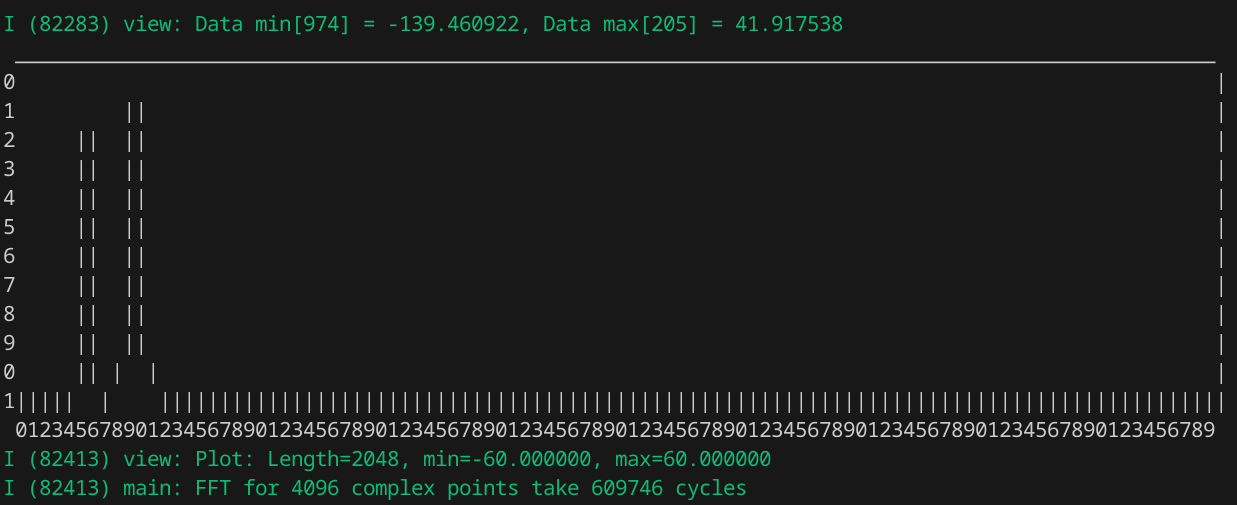 I (82283) view: Data min[974] = -139.460922, Data max[205] = 41.917538
 ____________________________________________________________________________________________________
0                                                                                                    |
1         ||                                                                                         |
2     ||  ||                                                                                         |
3     ||  ||                                                                                         |
4     ||  ||                                                                                         |
5     ||  ||                                                                                         |
6     ||  ||                                                                                         |
7     ||  ||                                                                                         |
8     ||  ||                                                                                         |
9     ||  ||                                                                                         |
0     || |  |                                                                                        |
1|||||  |    |||||||||||||||||||||||||||||||||||||||||||||||||||||||||||||||||||||||||||||||||||||||||
 0123456789012345678901234567890123456789012345678901234567890123456789012345678901234567890123456789
I (82413) view: Plot: Length=2048, min=-60.000000, max=60.000000
I (82413) main: FFT for 4096 complex points take 609746 cycles